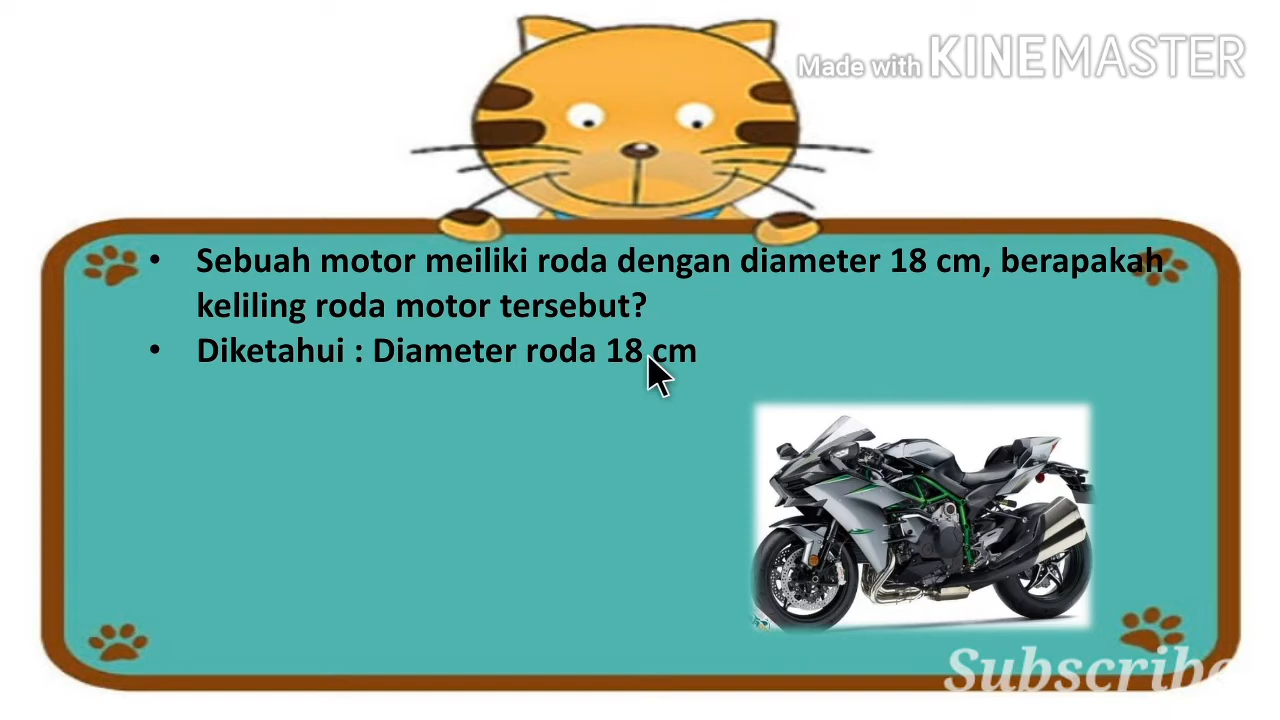 Made with KINEMASTER
• Sebuah motor meiliki roda dengan diameter 18 cm, berapakah
keliling roda motor tersebut?
• Diketahui : Diameter roda 18 cm
Subscribe